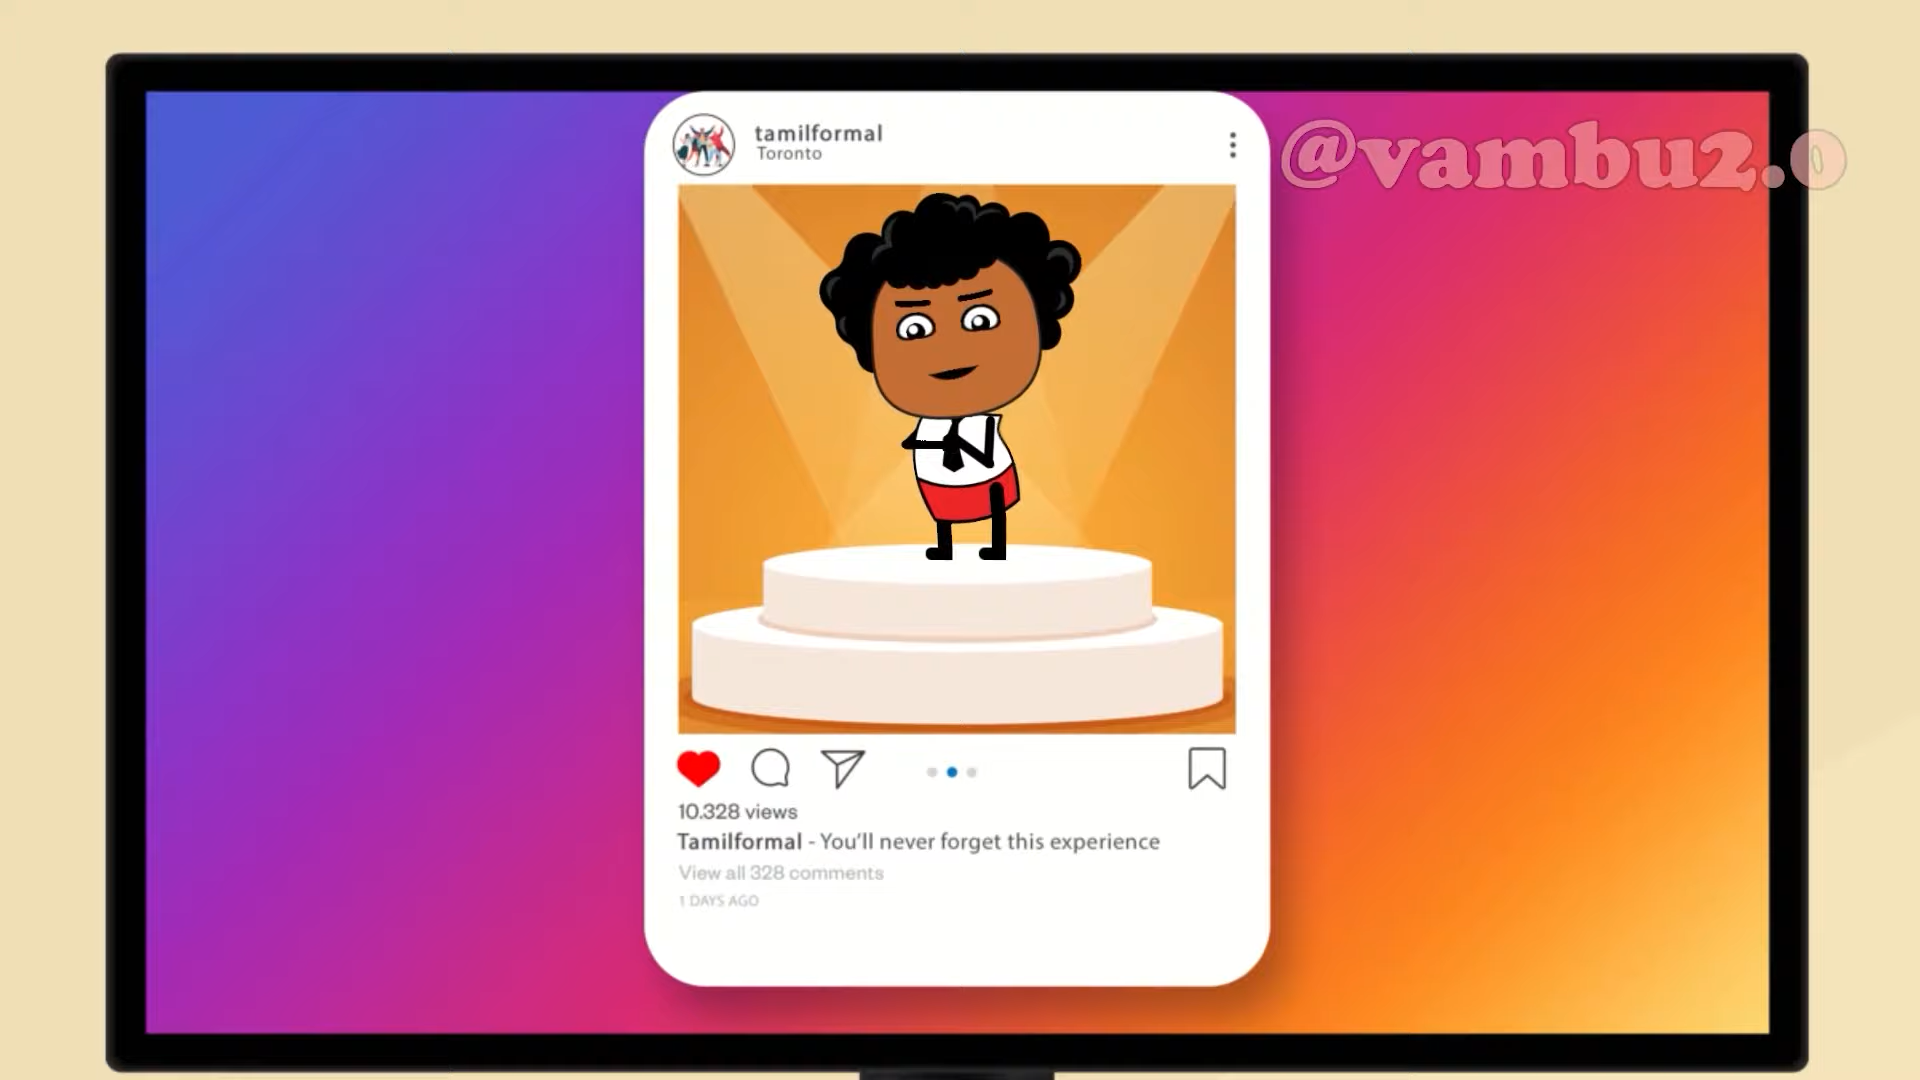 tamilformal
Toronto
@vambu2.0
10.328 views
Tamilformal - You'll never forget this experience
View all 328 comments
1 DAYS AGO